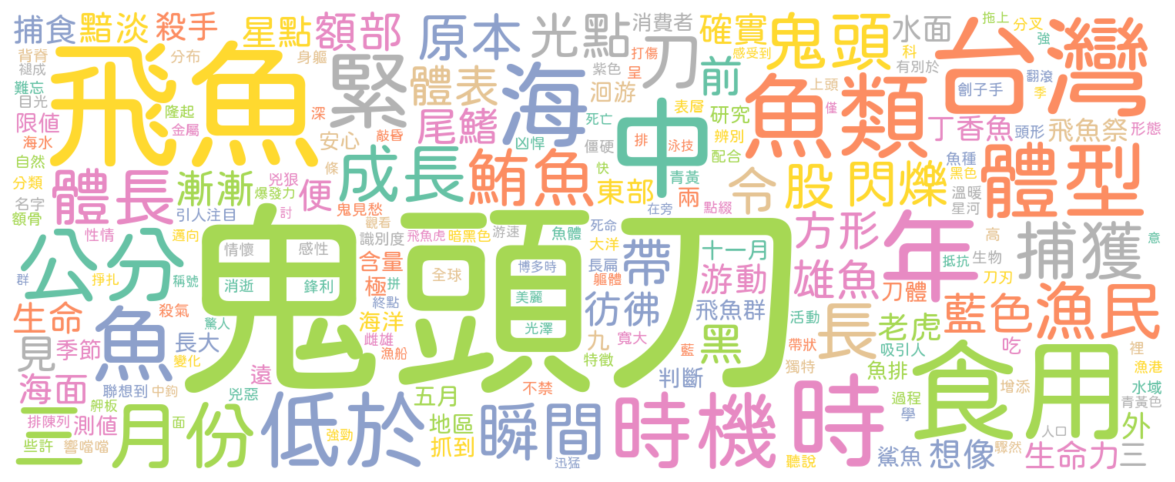 捕食
黯淡
殺手
星點
額部
原本
光點
消費者
刀
確實
鬼頭
水面
拖上
分叉
強
台灣
背脊
分布
身軀
褪成
飛魚
緊
體表
海
打傷
呈
紫色
前
感受到
上頭
有別於
科
翻滾
季
劊子手
難忘
目光
隆起
深
洄游
尾鰭
中
表層
研究
死亡
魚類
僅
限值
海水
金屬
安心
敲昏
凶悍
僵硬
排
泳技
辨別
配合
丁香魚
頭形
飛魚祭
形態
自然
條
成長
鮪魚
快
青黃
東部
兩
令
股
閃爍
魚種
黑色
溫暖
星河
體型
分類
名字
額骨
體長
漸漸
爆發力
兇狠
便
鬼見愁
討
引人注目
觀看
識別度
飛魚虎
暗黑色
游速
魚體
死命
在旁
點綴
大洋
方形
年
高
意
捕獲
性情
邁向
公分
鬼頭刀
情懷
感性
含量
全球
博多時
長扁
帶
十一月
雄魚
抵抗
生物
群
掙扎
稱號
消逝
鋒利
極
拼
終點
美麗
軀體
游動
刀體
刀刃
生命
殺氣
魚
驚人
海洋
光澤
彷彿
飛魚群
活動
長
老虎
藍色
漁民
見
季節
長大
變化
雌雄
漁船
九
寬大
特徵
藍
黑
帶狀
吸引人
吃
裡
漁港
海面
聯想到
中鉤
兇惡
遠
不禁
判斷
獨特
魚排
過程
食用
增添
水域
青黃色
排陳列
測值
舺板
三月份
面
低於
強勁
五月
地區
抓到
瞬間
迅猛
時機
時
學
外
人口
些許
響噹噹
聽說
鯊魚
想像
驟然
生命力
三